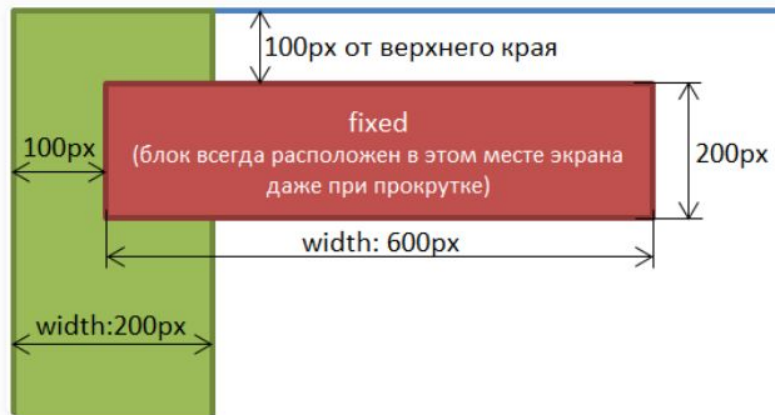 100px от верхнего края
fixed
(блок всегда расположен в этом месте экрана
даже при прокрутке)
100px
200px
width: 600px
width:200px